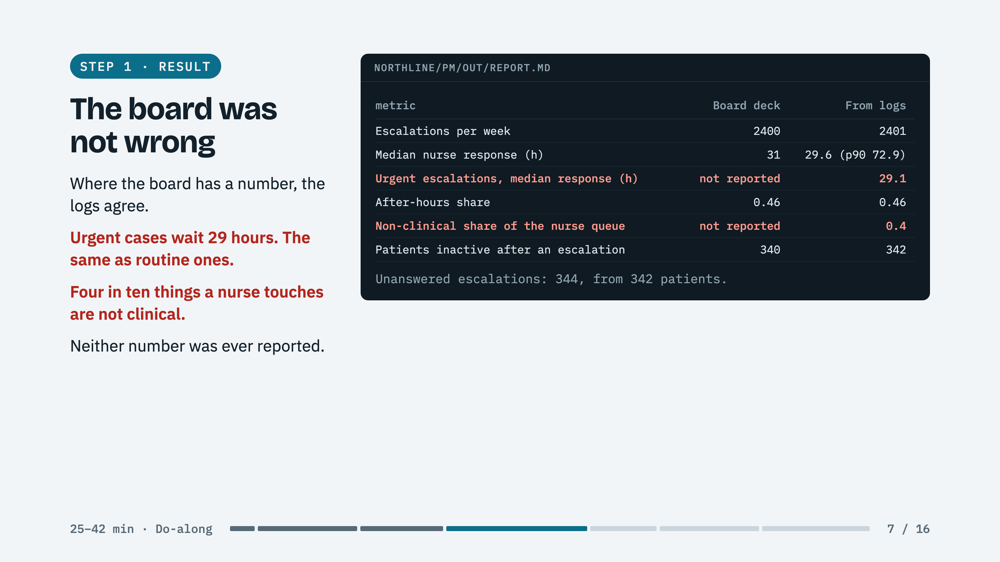 STEP 1 · RESULT
The board was
not wrong
Where the board has a number, the
logs agree.
Urgent cases wait 29 hours. The
same as routine ones.
Four in ten things a nurse touches
are not clinical.
Neither number was ever reported.
NORTHLINE/PM/OUT/REPORT.MD
metric Board deck From logs
Escalations per week 2400 2401
Median nurse response (h) 31 29.6 (p90 72.9)
Urgent escalations, median response (h) not reported 29.1
After-hours share 0.46 0.46
Non-clinical share of the nurse queue not reported 0.4
Patients inactive after an escalation 340 342
Unanswered escalations: 344, from 342 patients.
25–42 min · Do-along 7 / 16